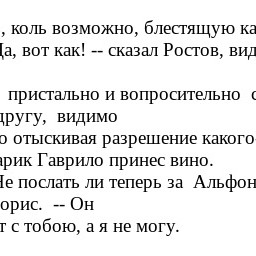 , коль возможно, блестящую ка
а, вот как! -- сказал Ростов, вид
пристально и вопросительно с
другу, видимо
о отыскивая разрешение какого
арик Гаврило принес вино.
Не послать ли теперь за Альфон
орис. -- Он
т с тобою, а я не могу.